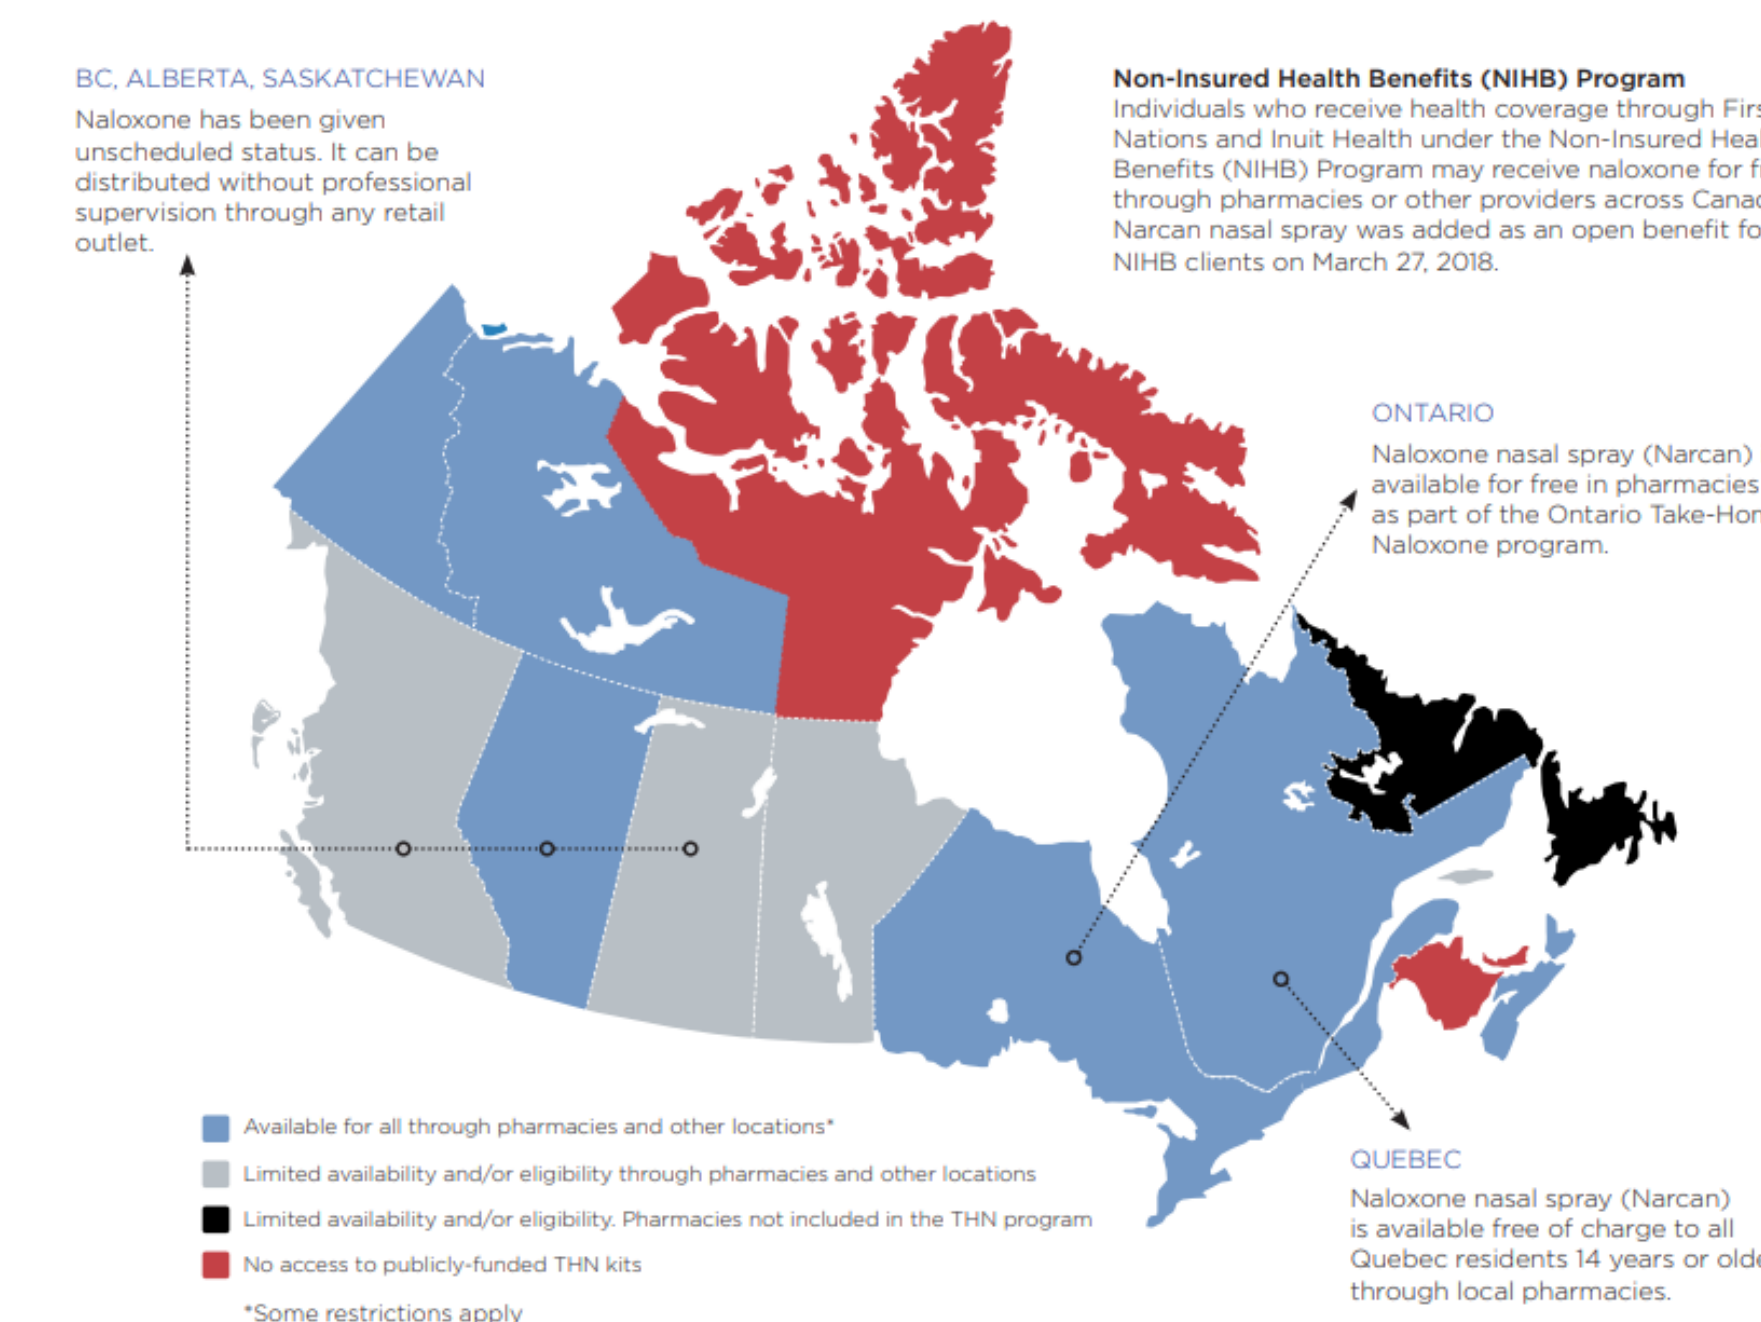 BC, ALBERTA, SASKATCHEWAN
Naloxone has been given
unscheduled status. It can be
distributed without professional
supervision through any retail
outlet.
Non-Insured Health Benefits (NIHB) Program
Individuals who receive health coverage through Firs
Nations and Inuit Health under the Non-Insured Heal
Benefits (NIHB) Program may receive naloxone for fr
through pharmacies or other providers across Canad
Narcan nasal spray was added as an open benefit fo
NIHB clients on March 27, 2018.
ONTARIO
Naloxone nasal spray (Narcan)
available for free in pharmacies
as part of the Ontario Take-Hom
Naloxone program.
Available for all through pharmacies and other locations*
Limited availability and/or eligibility through pharmacies and other locations
Limited availability and/or eligibility. Pharmacies not included in the THN program
No access to publicly-funded THN kits
*Some restrictions apply
QUEBEC
Naloxone nasal spray (Narcan)
is available free of charge to all
Quebec residents 14 years or olde
through local pharmacies.